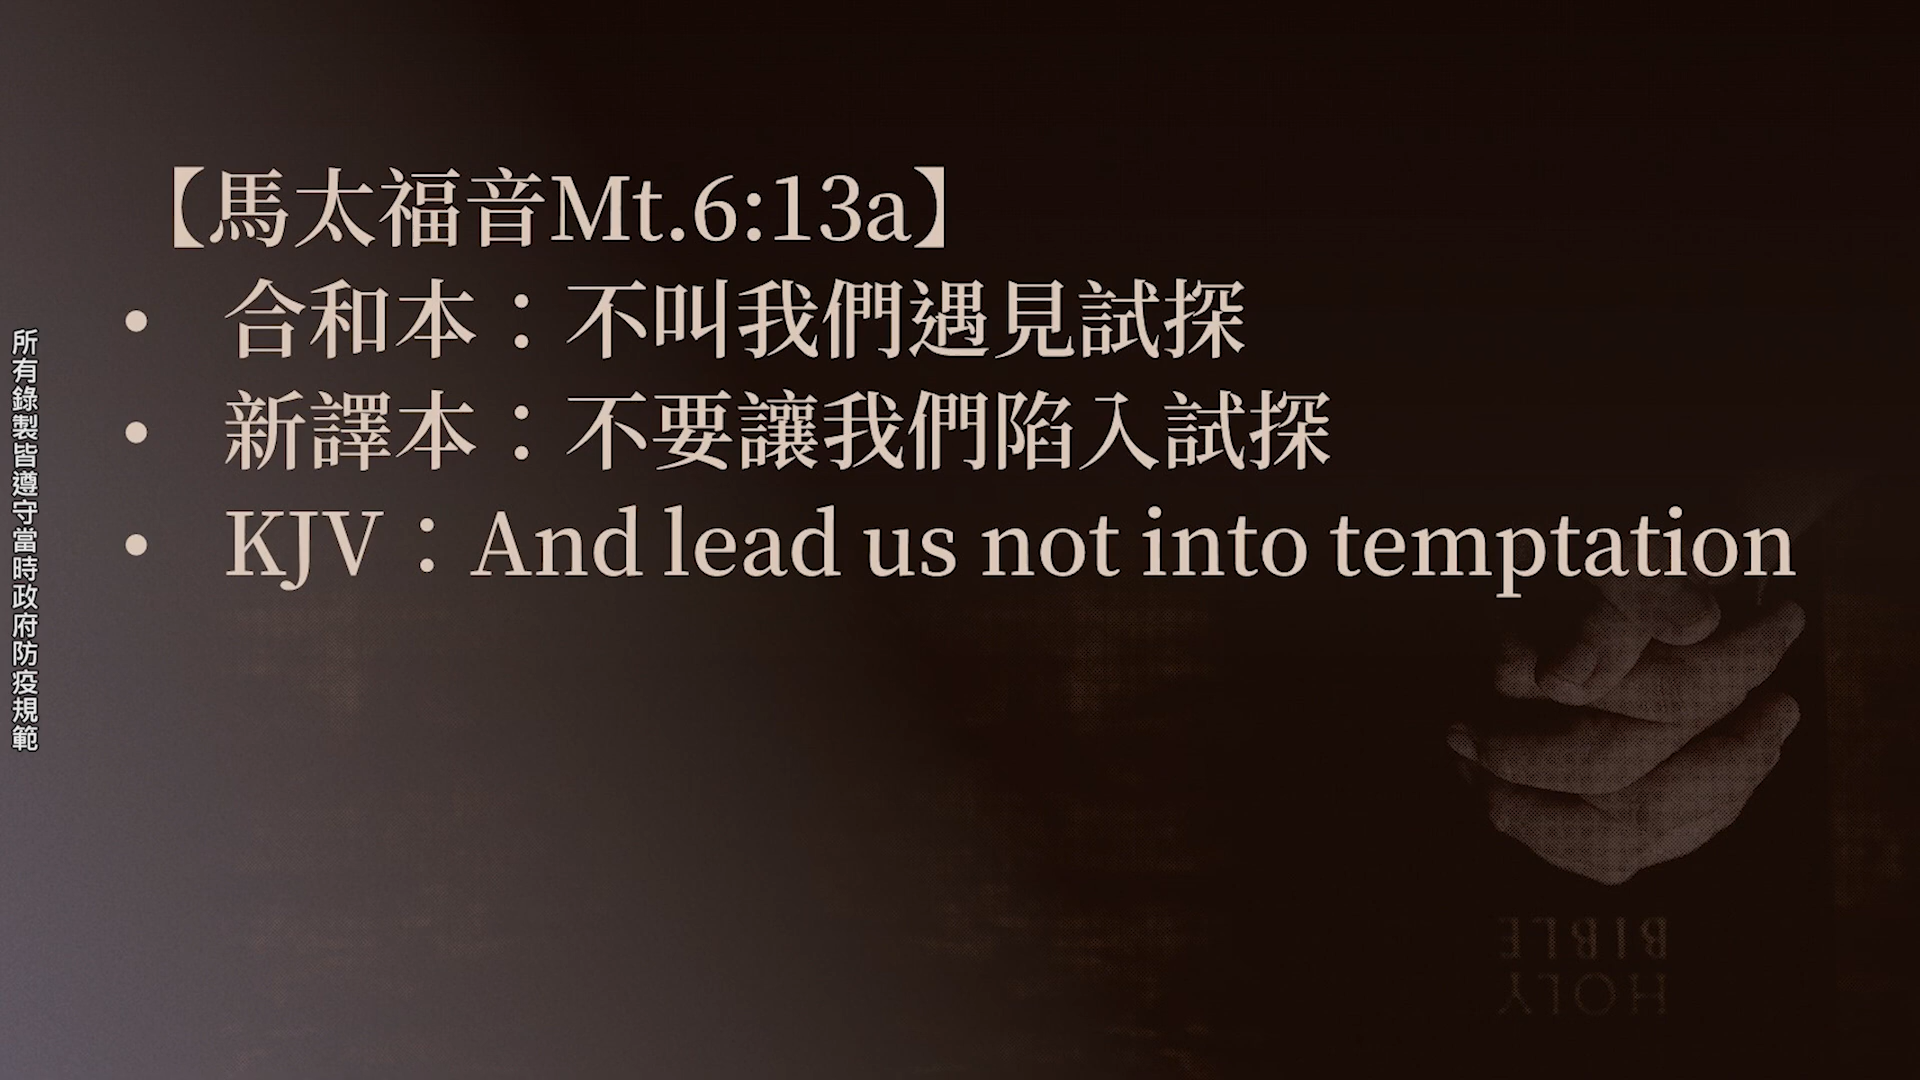 【馬太福音Mt.6:13a】
• 合和本：不叫我們遇見試探
• 新譯本：不要讓我們陷入試探
• KJV：And lead us not into temptation
所有錄製皆遵守當時政府防疫規範
HOLY
BIBLE